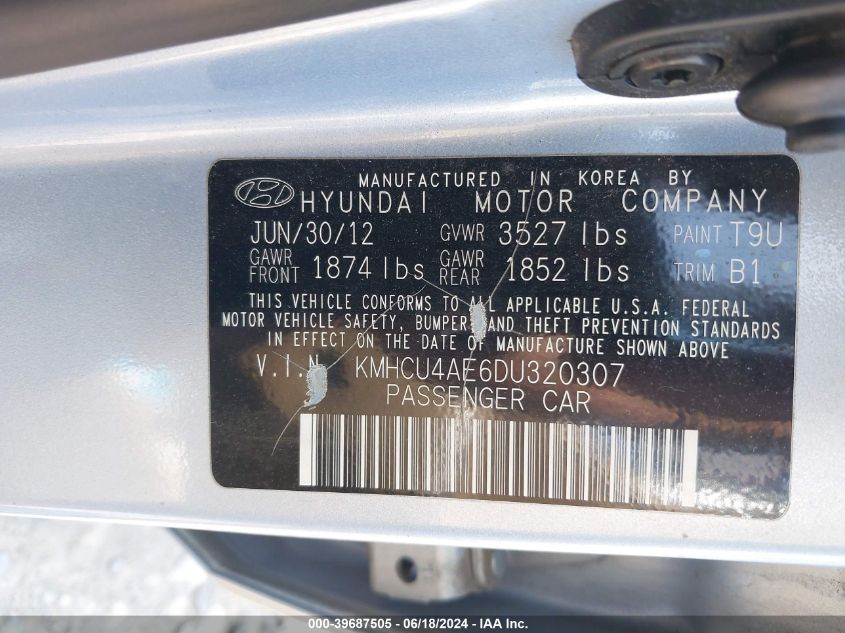 MANUFACTURED IN KOREA BY
HYUNDAI MOTOR COMPANY
JUN/30/12 GVWR 3527 lbs PAINT T9U
GAWR FRONT 1874 lbs GAWR REAR 1852 lbs TRIM B1
THIS VEHICLE CONFORMS TO ALL APPLICABLE U.S.A. FEDERAL
MOTOR VEHICLE SAFETY, BUMPER, AND THEFT PREVENTION STANDARDS
IN EFFECT ON THE DATE OF MANUFACTURE SHOWN ABOVE.
V.I.N KMHCU4AE6DU320307
PASSENGER CAR
000-39687505 - 06/18/2024 - IAAI.COM